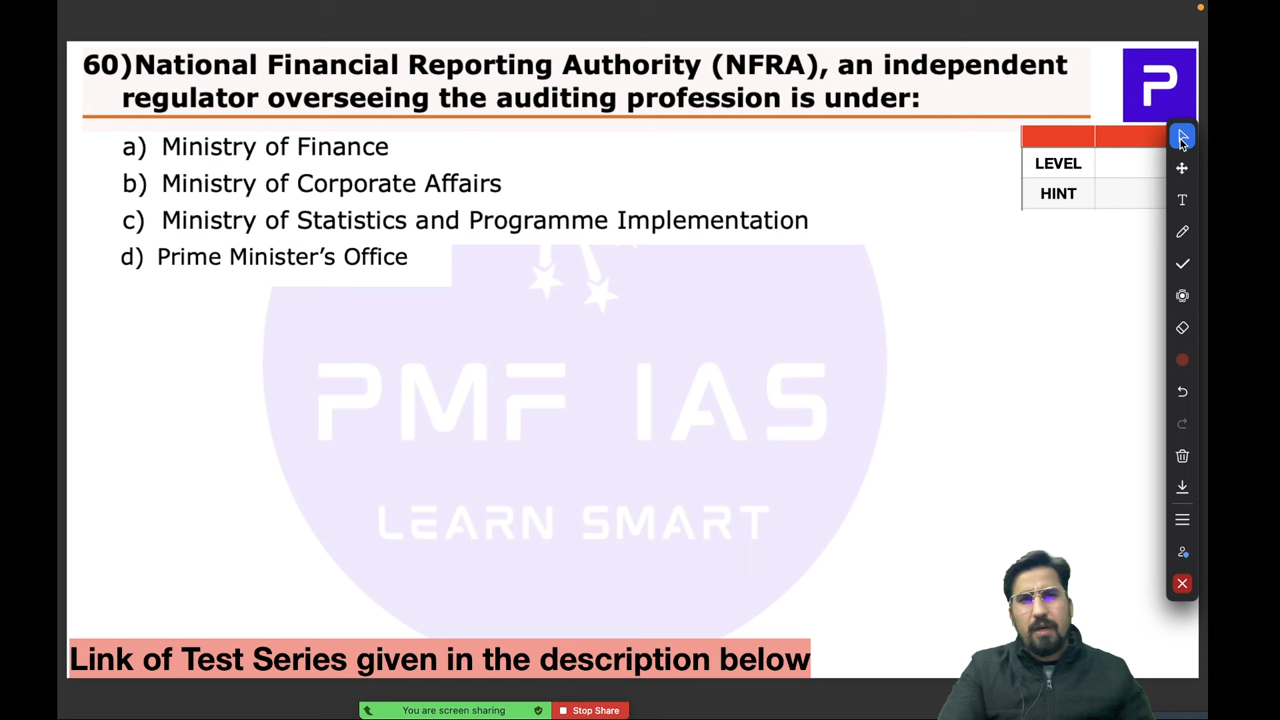 60)National Financial Reporting Authority (NFRA), an independent
regulator overseeing the auditing profession is under:
a) Ministry of Finance
b) Ministry of Corporate Affairs
c) Ministry of Statistics and Programme Implementation
d) Prime Minister’s Office
P
LEVEL
HINT
PMF IAS
LEARN SMART
Link of Test Series given in the description below
You are screen sharing
Stop Share